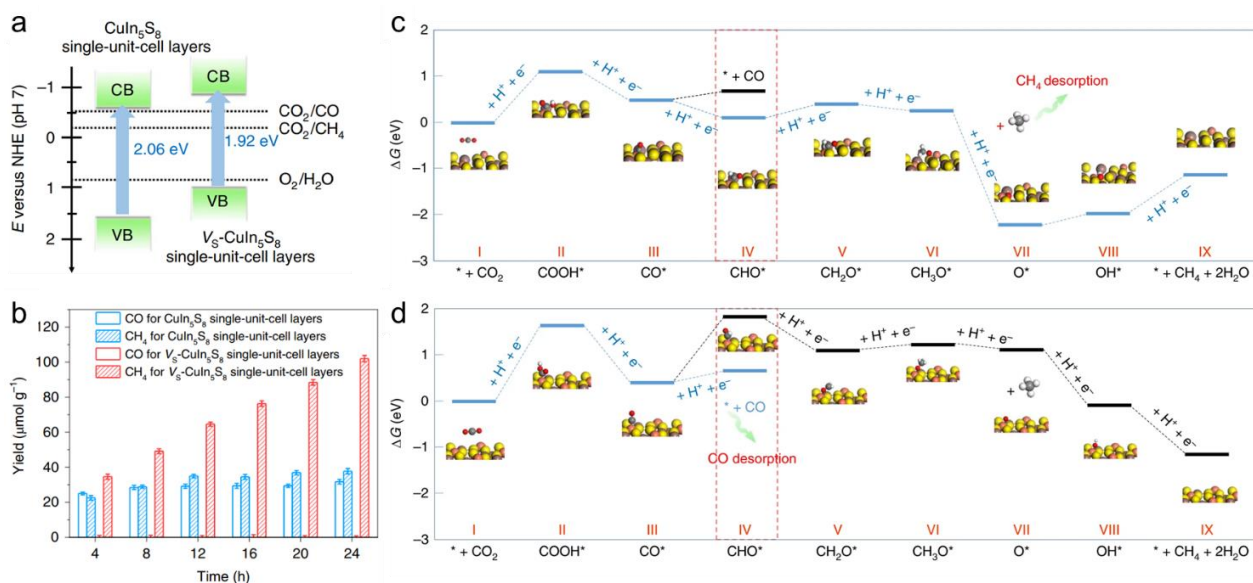 a
CuIn5S8
single-unit-cell layers
CB
CB
−1
CO2/CO
0
CO2/CH4
2.06 eV
1.92 eV
1
O2/H2O
VB
2
VB
VS-CuIn5S8
single-unit-cell layers
E versus NHE (pH 7)
b
CO for CuIn5S8 single-unit-cell layers
CH4 for CuIn5S8 single-unit-cell layers
CO for VS-CuIn5S8 single-unit-cell layers
CH4 for VS-CuIn5S8 single-unit-cell layers
120
100
80
60
40
20
0
Yield (μmol g−1)
4 8 12 16 20 24
Time (h)
c
2
1
0
−1
−2
−3
ΔG (eV)
+ H+ + e−
+ H+ + e−
* + CO
+ H+ + e−
+ H+ + e−
+ H+ + e−
+ H+ + e−
CH4 desorption
+
+ H+ + e−
+ H+ + e−
I II III IV V VI VII VIII IX
* + CO2 COOH* CO* CHO* CH2O* CH3O* O* OH* * + CH4 + 2H2O
d
2
1
0
−1
−2
−3
ΔG (eV)
+ H+ + e−
+ H+ + e−
+ H+ + e−
* + CO
CO desorption
+ H+ + e−
+ H+ + e−
+ H+ + e−
+
+ H+ + e−
+ H+ + e−
I II III IV V VI VII VIII IX
* + CO2 COOH* CO* CHO* CH2O* CH3O* O* OH* * + CH4 + 2H2O